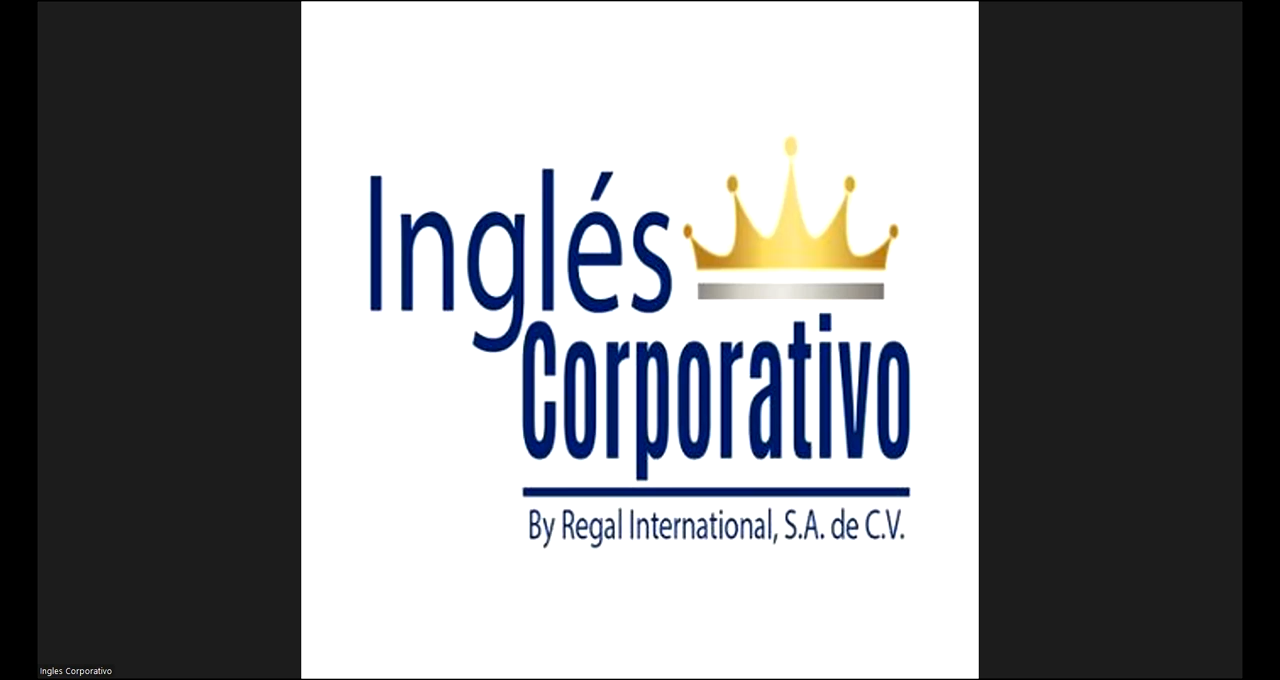 Inglés
Corporativo
By Regal International, S.A. de C.V.
Ingles Corporativo